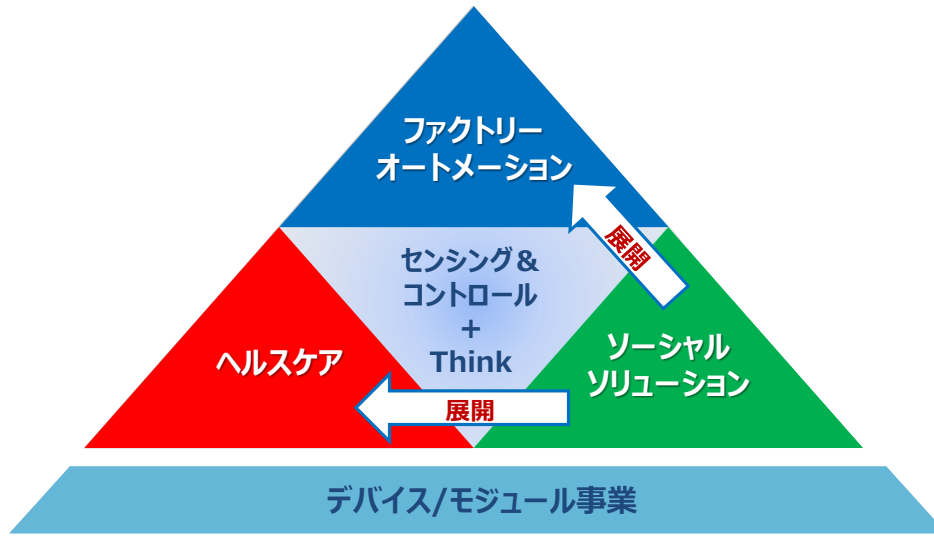 ファクトリー
オートメーション
展開
センシング＆
コントロール
+
Think
ヘルスケア
ソーシャル
ソリューション
展開
デバイス/モジュール事業